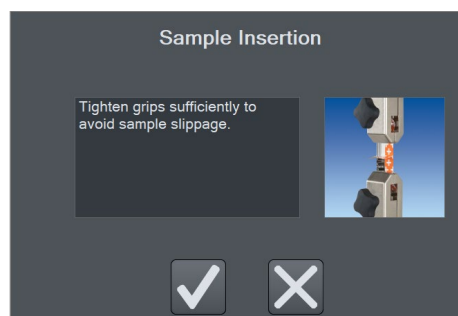 Sample Insertion
Tighten grips sufficiently to
avoid sample slippage.